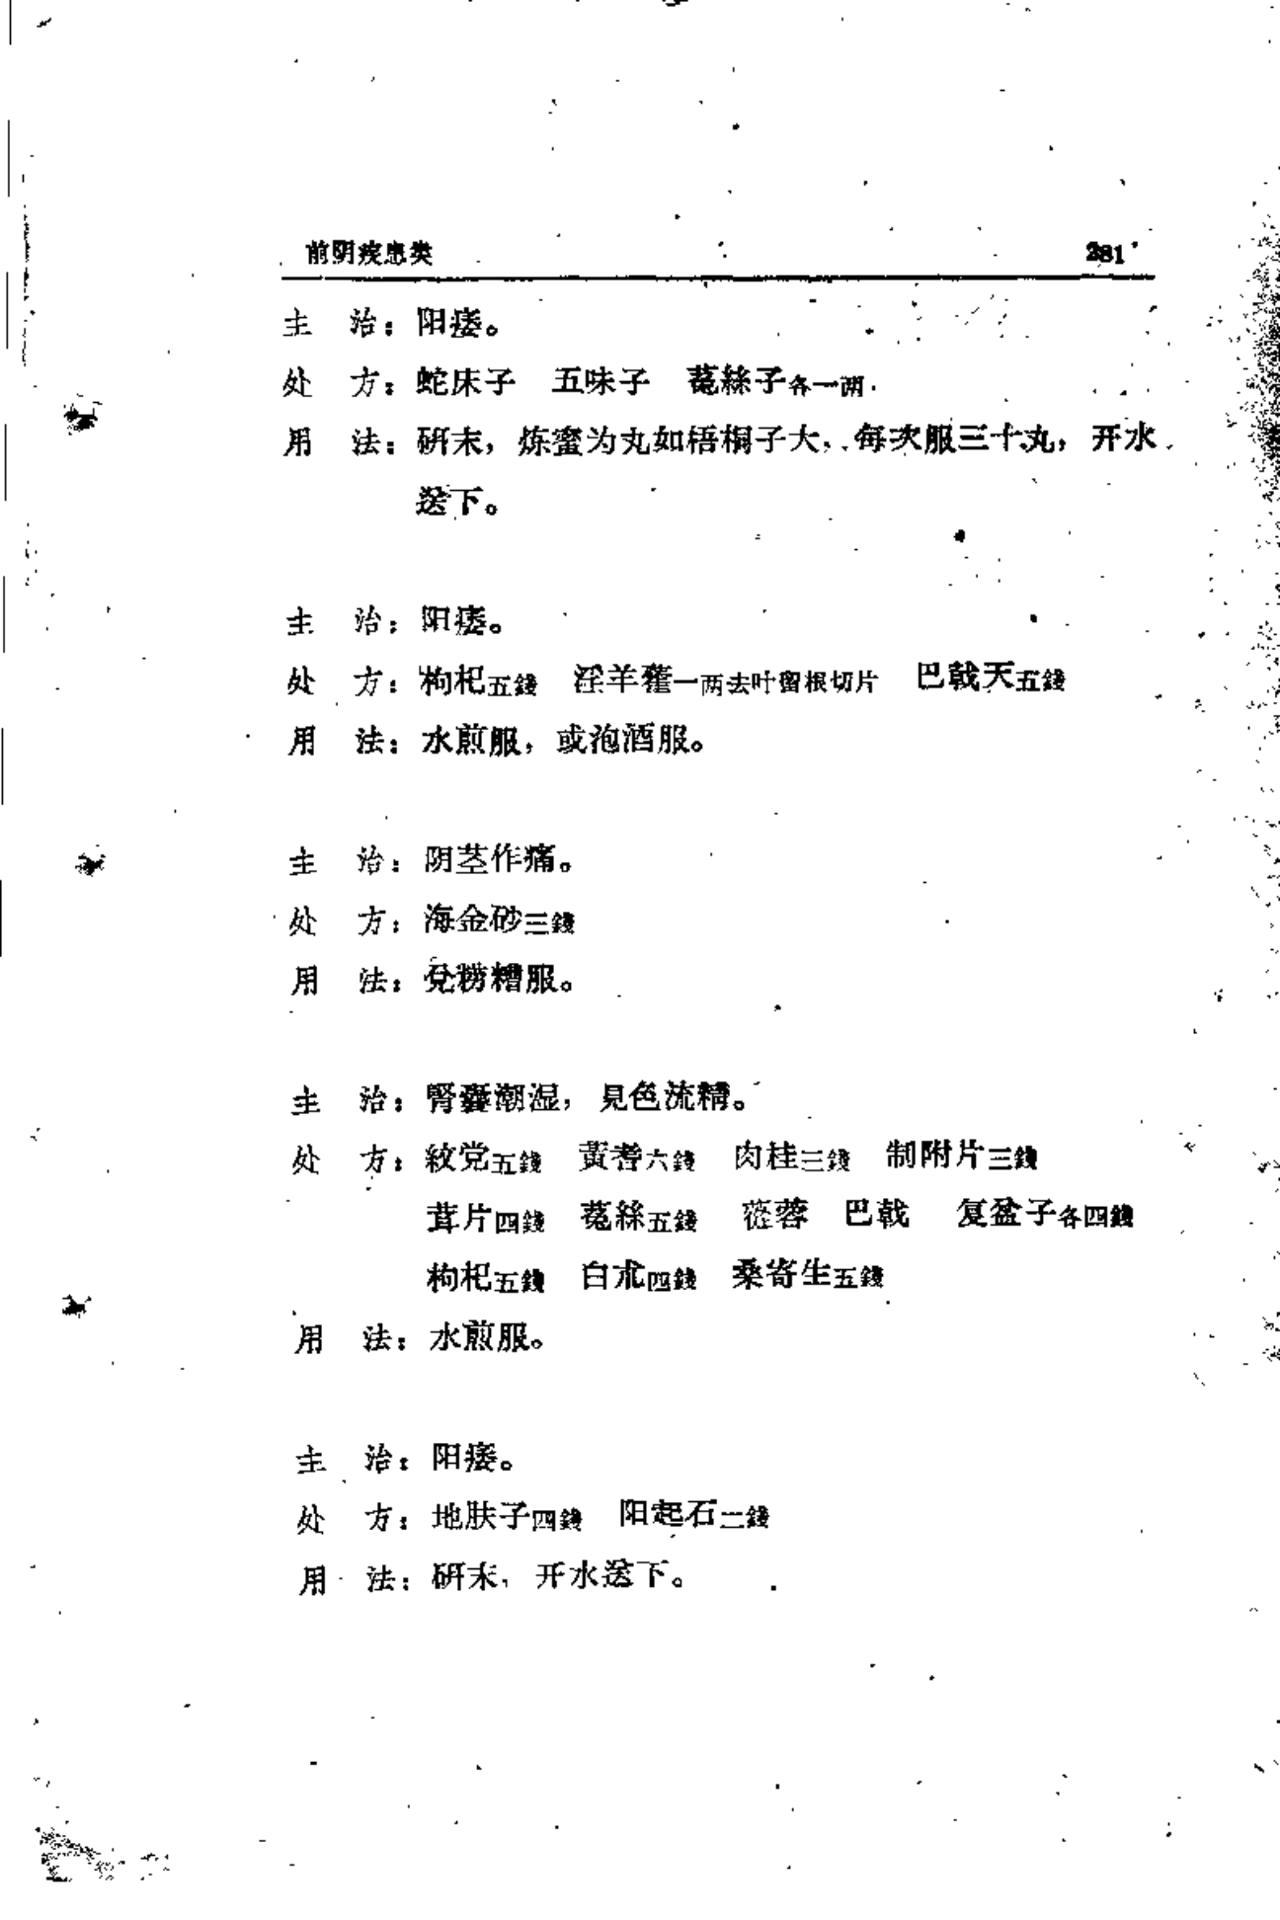 前阴疾患类 281
主 治：阳痿。
处 方：蛇床子 五味子 菟絲子各一两
用 法：研末，炼蜜为丸如梧桐子大，每次服三十丸，开水
送下。
主 治：阳痿。
处 方：枸杞五錢 淫羊藿一两去叶留根切片 巴戟天五錢
用 法：水煎服，或泡酒服。
主 治：阴茎作痛。
处 方：海金砂三錢
用 法：兌捞糟服。
主 治：腎囊潮湿，見色流精。
处 方：紋党五錢 黃耆六錢 肉桂三錢 制附片三錢
茸片四錢 菟絲五錢 蓯蓉 巴戟 复盆子各四錢
枸杞五錢 白朮四錢 桑寄生五錢
用 法：水煎服。
主 治：阳痿。
处 方：地肤子四錢 阳起石二錢
用 法：研末，开水送下。